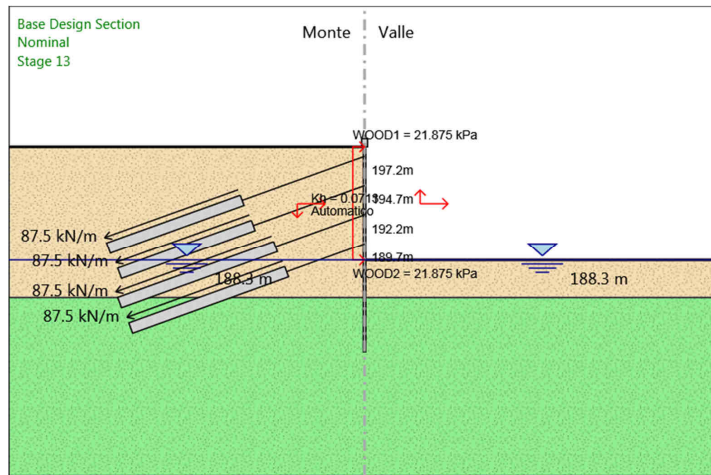 Base Design Section
Nominal
Stage 13
Monte Valle
WOOD1 = 21.875 kPa
197.2m
Kh = 0.0713
194.7m
Automatico
192.2m
189.7m
87.5 kN/m
87.5 kN/m
87.5 kN/m
87.5 kN/m
WOOD2 = 21.875 kPa
188.3 m
188.3 m